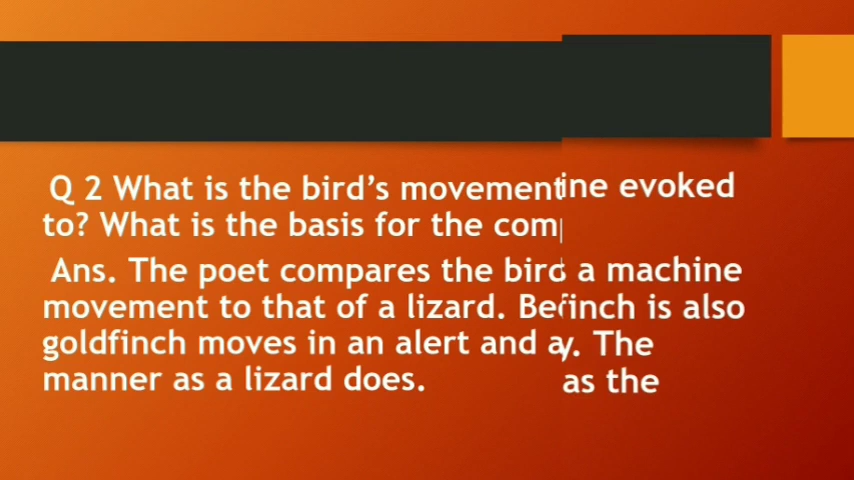 Q 2 What is the bird's movement ine evoked
to? What is the basis for the com
Ans. The poet compares the bird a machine
movement to that of a lizard. Be finch is also
goldfinch moves in an alert and a y. The
manner as a lizard does. as the